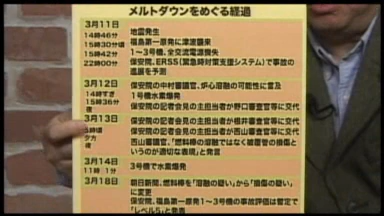 メルトダウンをめぐる経過
3月11日
14時46分 地震発生
15時30分頃 福島第一原発に津波襲来
15時42分 1〜3号機、全交流電源喪失
22時00分 保安院、ERSS(緊急時対策支援システム)で事故の
進展を予測
3月12日
14時すぎ 保安院の中村審議官、炉心溶融の可能性に言及
15時36分 1号機水素爆発
夜 保安院の記者会見の主担当者が野口審査官等に交代
3月13日
時頃 保安院の記者会見の主担当者が根井審査官等に交代
夕方 保安院の記者会見の主担当者が西山審議官等に交代
夜 西山審議官、「燃料棒の溶融ではなく被覆管の損傷と
いうのが適切な表現」と発言
3月14日
11時 1分 3号機で水素爆発
3月18日 朝日新聞、燃料棒を「溶融の疑い」から「損傷の疑い」
に変更
保安院、福島第一原発1〜3号機の事故評価は暫定で
「レベル5」と発表